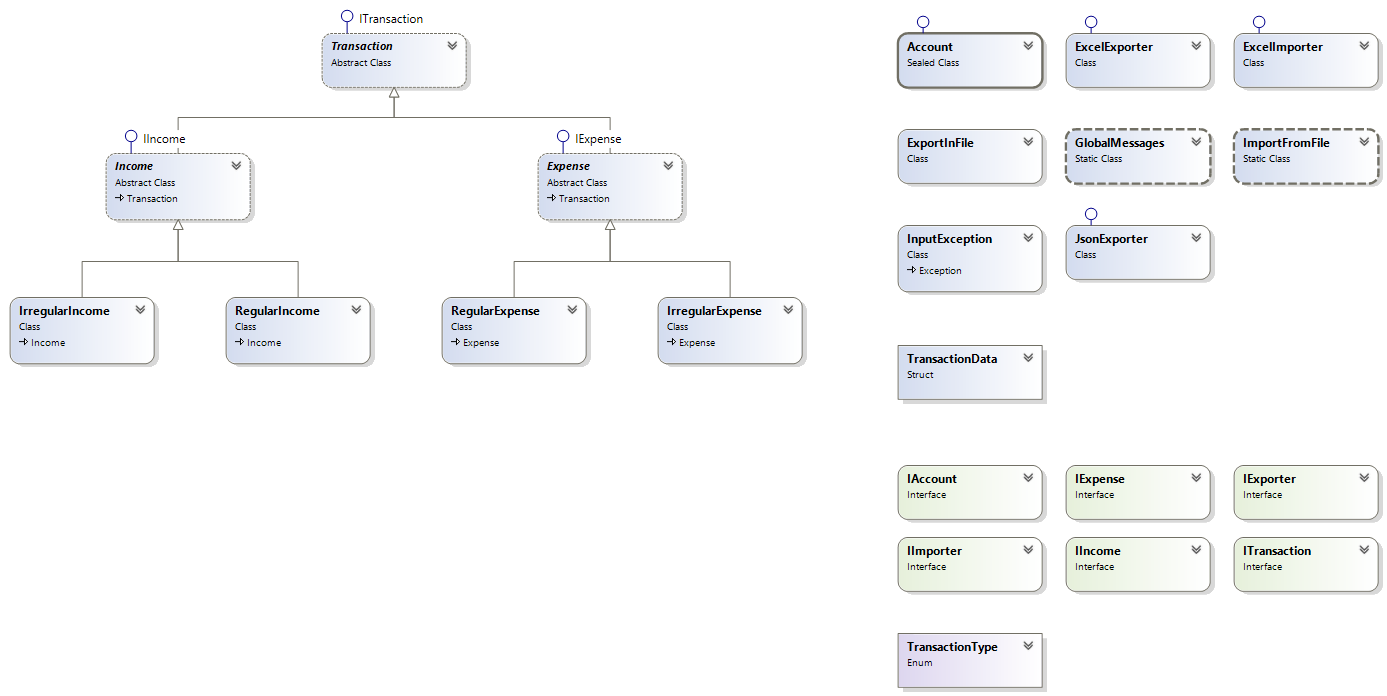 ITransaction
Transaction
Abstract Class
IIncome
Income
Abstract Class
Transaction
IExpense
Expense
Abstract Class
Transaction
IrregularIncome
Class
Income
RegularIncome
Class
Income
RegularExpense
Class
Expense
IrregularExpense
Class
Expense
Account
Sealed Class
ExcelExporter
Class
ExcelImporter
Class
ExportInFile
Class
GlobalMessages
Static Class
ImportFromFile
Static Class
InputException
Class
Exception
JsonExporter
Class
TransactionData
Struct
IAccount
Interface
IExpense
Interface
IExporter
Interface
IImporter
Interface
IIncome
Interface
ITransaction
Interface
TransactionType
Enum